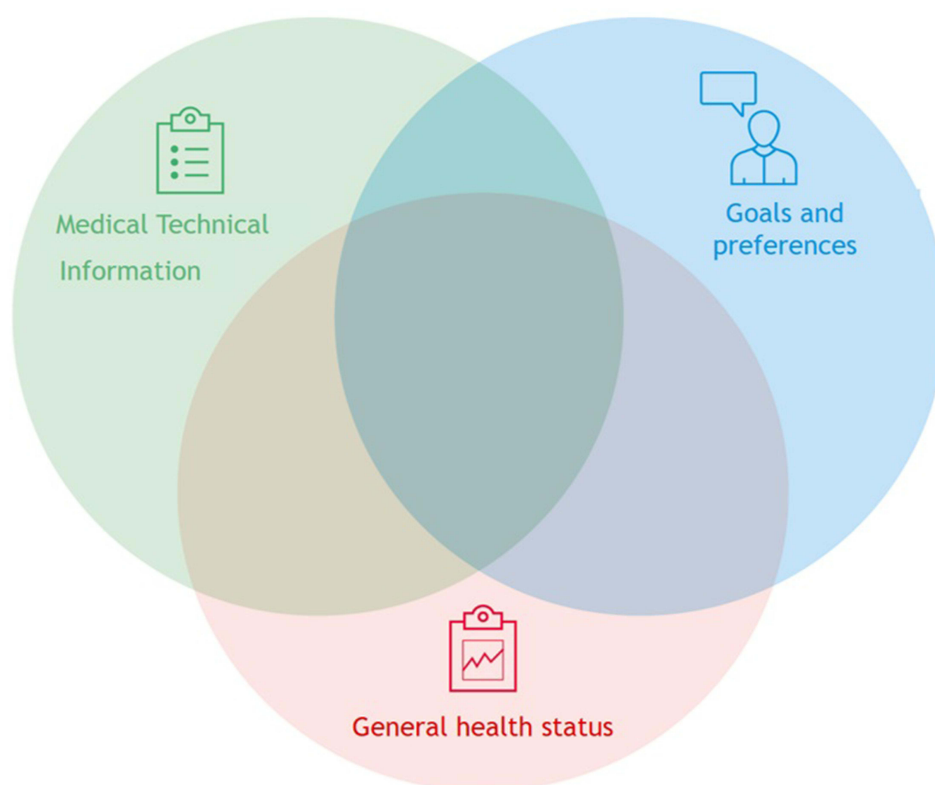 Medical Technical
Information
Goals and
preferences
General health status